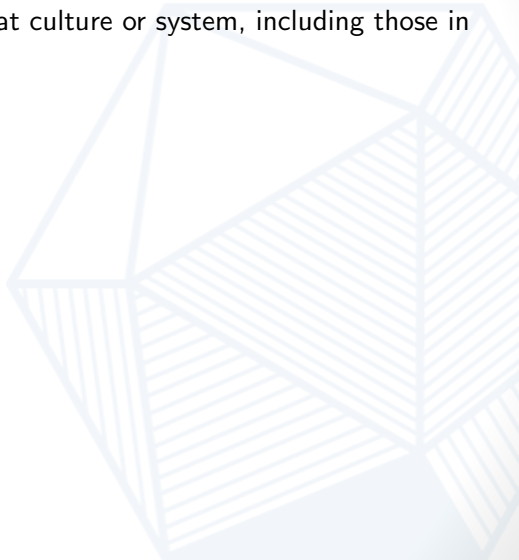 at culture or system, including those in